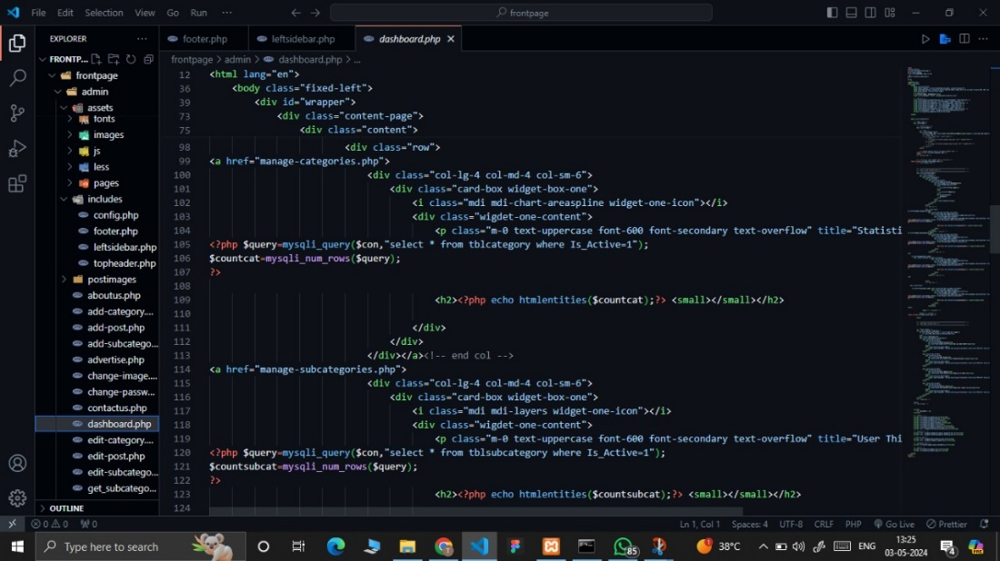 File Edit Selection View Go Run ··· frontpage
EXPLORER ···
FRONTP...
frontpage
admin
assets
fonts
images
js
less
pages
includes
config.php
footer.php
leftsidebar.php
topheader.php
postimages
aboutus.php
add-category....
add-post.php
add-subcatego...
advertise.php
change-image....
change-passw...
contactus.php
dashboard.php
edit-category....
edit-post.php
edit-subcatego...
get_subcatego...
OUTLINE
footer.php leftsidebar.php dashboard.php
frontpage > admin > dashboard.php > ...
12 <html lang="en">
36 <body class="fixed-left">
39 <div id="wrapper">
73 <div class="content-page">
75 <div class="content">
98 <div class="row">
99 <a href="manage-categories.php">
100 <div class="col-lg-4 col-md-4 col-sm-6">
101 <div class="card-box widget-box-one">
102 <i class="mdi mdi-chart-areaspline widget-one-icon"></i>
103 <div class="wigdet-one-content">
104 <p class="m-0 text-uppercase font-600 font-secondary text-overflow" title="Statisti
105 <?php $query=mysqli_query($con,"select * from tblcategory where Is_Active=1");
106 $countcat=mysqli_num_rows($query);
107 ?>
108
109 <h2><?php echo htmlentities($countcat);?> <small></small></h2>
110
111 </div>
112 </div>
113 </div></a><!-- end col -->
114 <a href="manage-subcategories.php">
115 <div class="col-lg-4 col-md-4 col-sm-6">
116 <div class="card-box widget-box-one">
117 <i class="mdi mdi-layers widget-one-icon"></i>
118 <div class="wigdet-one-content">
119 <p class="m-0 text-uppercase font-600 font-secondary text-overflow" title="User Thi
120 <?php $query=mysqli_query($con,"select * from tblsubcategory where Is_Active=1");
121 $countsubcat=mysqli_num_rows($query);
122 ?>
123 <h2><?php echo htmlentities($countsubcat);?> <small></small></h2>
124
0 0 0 Ln 1, Col 1 Spaces: 4 UTF-8 CRLF PHP Go Live Prettier
Type here to search 85 1 38°C ENG 13:25 03-05-2024 4